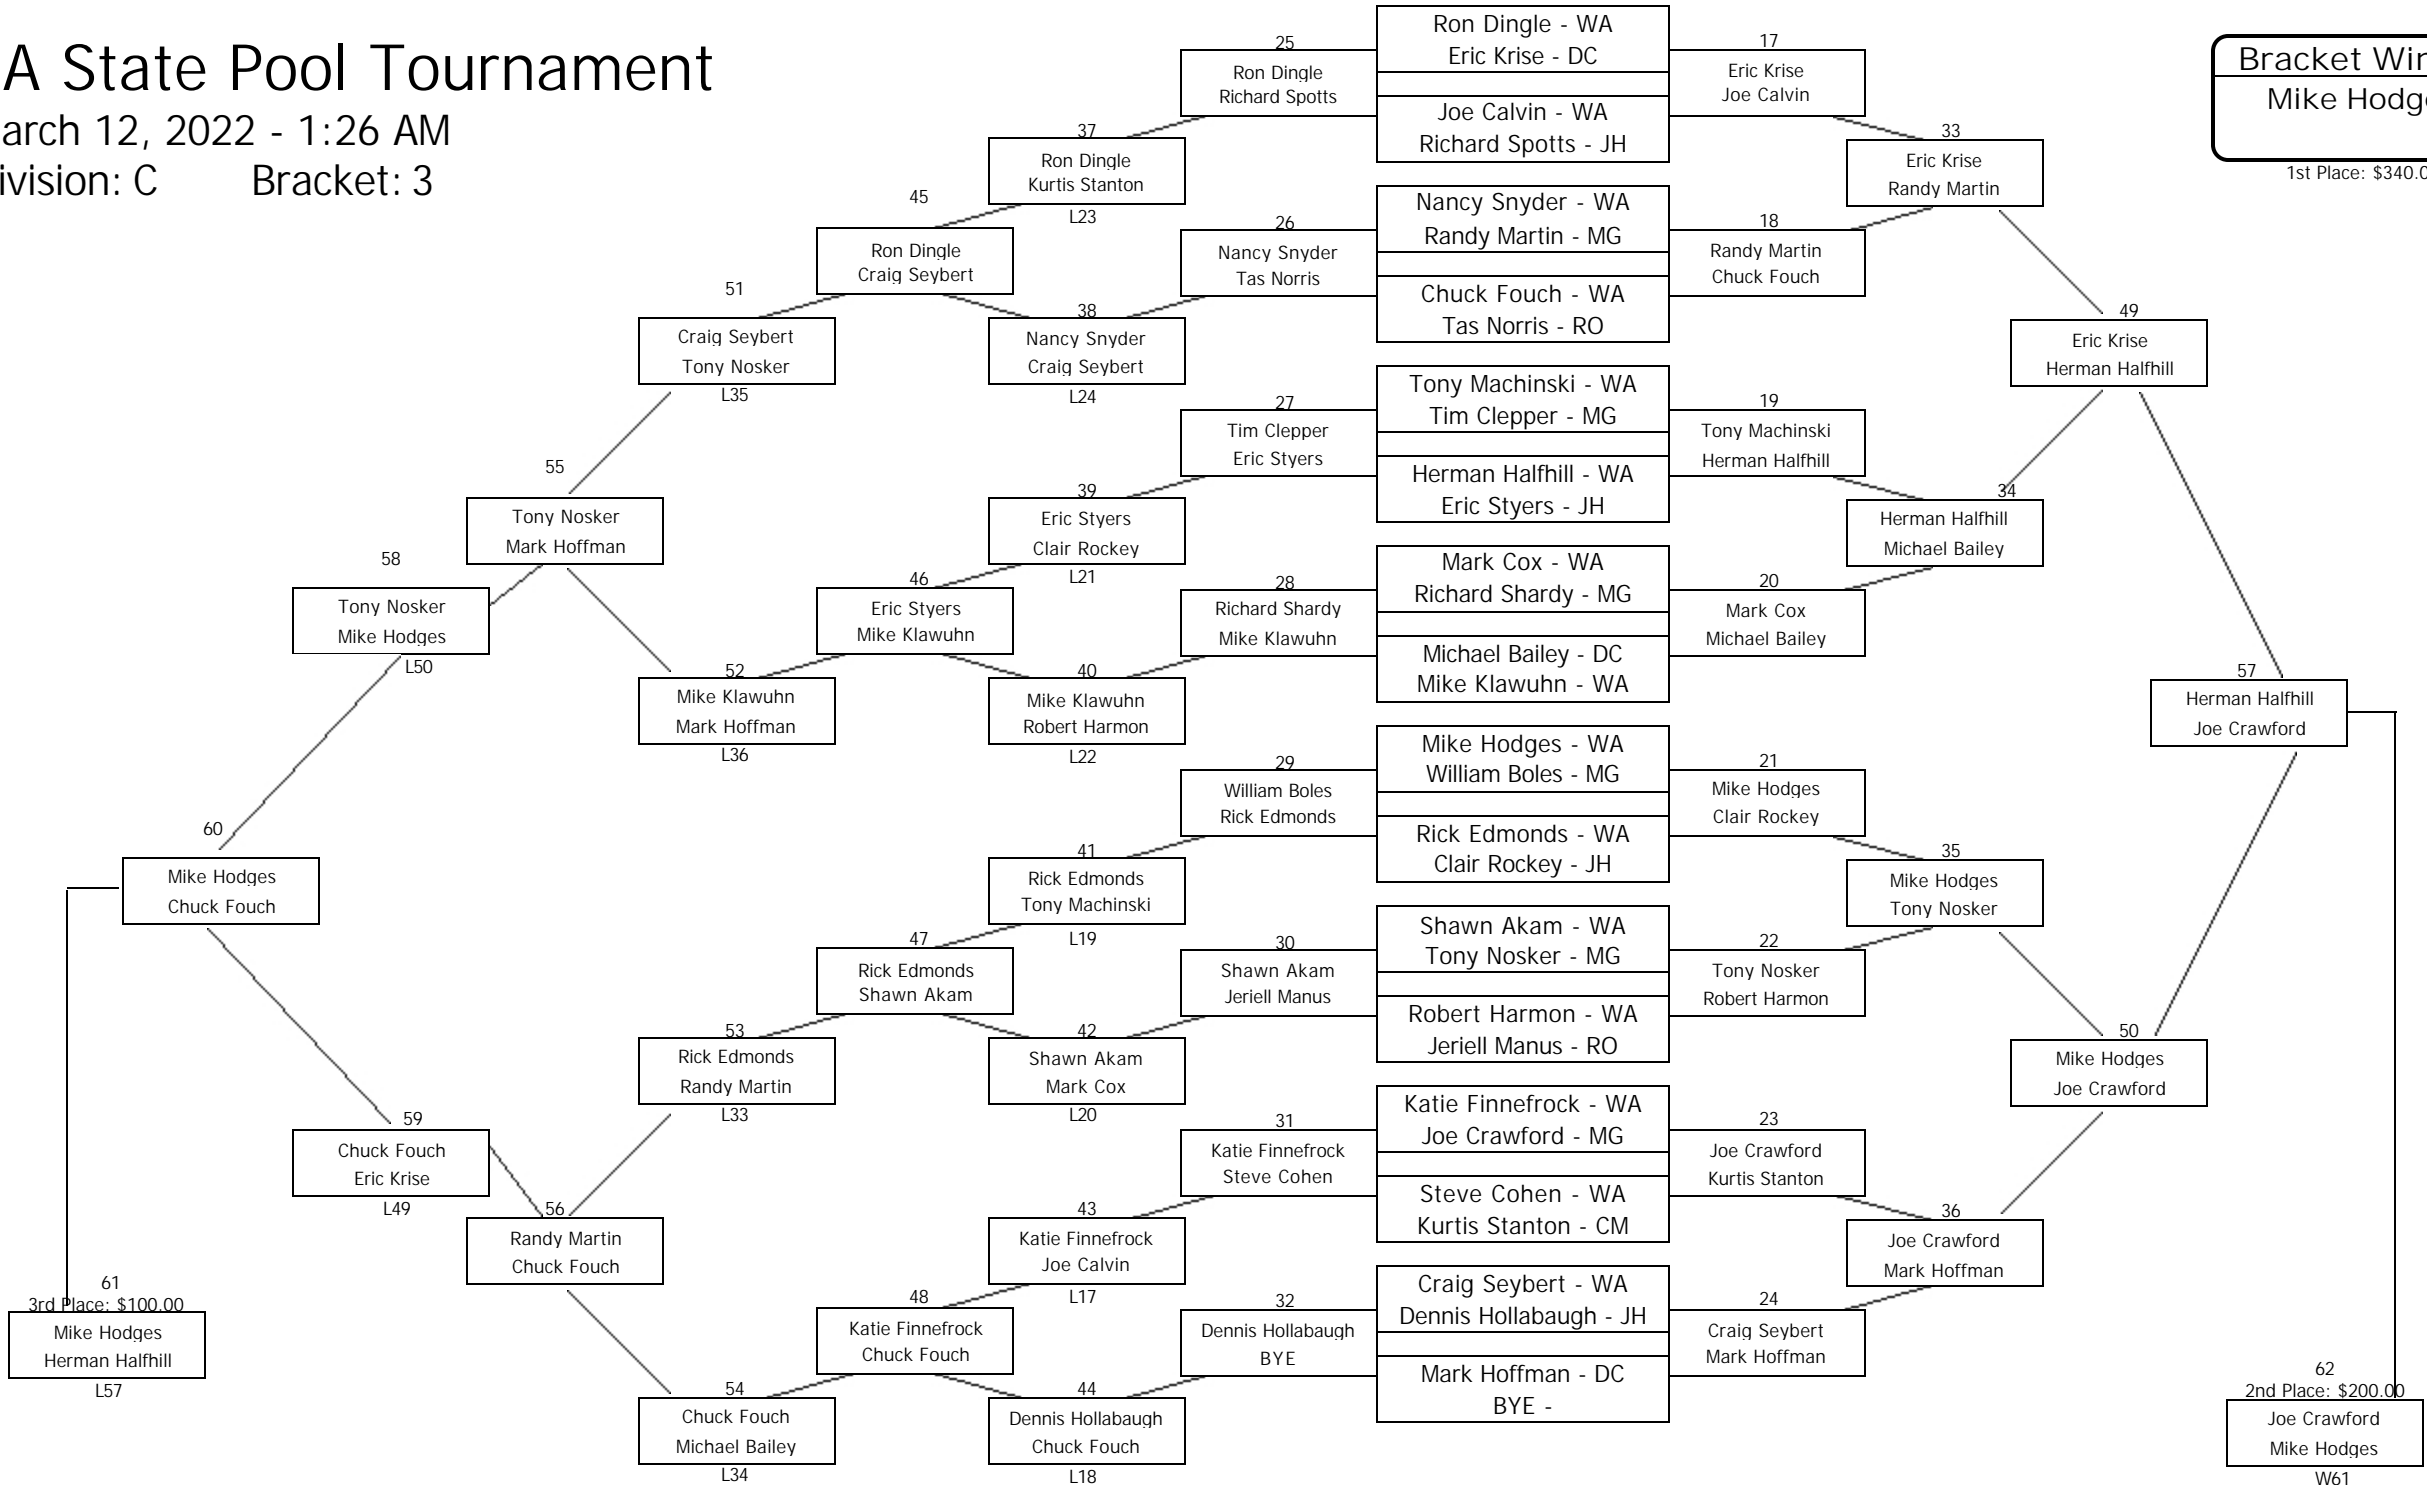 A State Pool Tournament
arch 12, 2022 - 1:26 AM
ivision: C Bracket: 3
Bracket Wir
Mike Hodg
1st Place: $340.0
Ron Dingle - WA
Eric Krise - DC
Joe Calvin - WA
Richard Spotts - JH
Nancy Snyder - WA
Randy Martin - MG
Chuck Fouch - WA
Tas Norris - RO
Tony Machinski - WA
Tim Clepper - MG
Herman Halfhill - WA
Eric Styers - JH
Mark Cox - WA
Richard Shardy - MG
Michael Bailey - DC
Mike Klawuhn - WA
Mike Hodges - WA
William Boles - MG
Rick Edmonds - WA
Clair Rockey - JH
Shawn Akam - WA
Tony Nosker - MG
Robert Harmon - WA
Jeriell Manus - RO
Katie Finnefrock - WA
Joe Crawford - MG
Steve Cohen - WA
Kurtis Stanton - CM
Craig Seybert - WA
Dennis Hollabaugh - JH
Mark Hoffman - DC
BYE -
17
Eric Krise
Joe Calvin
18
Randy Martin
Chuck Fouch
19
Tony Machinski
Herman Halfhill
20
Mark Cox
Michael Bailey
21
Mike Hodges
Clair Rockey
22
Tony Nosker
Robert Harmon
23
Joe Crawford
Kurtis Stanton
24
Craig Seybert
Mark Hoffman
25
Ron Dingle
Richard Spotts
26
Nancy Snyder
Tas Norris
27
Tim Clepper
Eric Styers
28
Richard Shardy
Mike Klawuhn
29
William Boles
Rick Edmonds
30
Shawn Akam
Jeriell Manus
31
Katie Finnefrock
Steve Cohen
32
Dennis Hollabaugh
BYE
33
Eric Krise
Randy Martin
34
Herman Halfhill
Michael Bailey
35
Mike Hodges
Tony Nosker
36
Joe Crawford
Mark Hoffman
37
Ron Dingle
Kurtis Stanton
L23
38
Nancy Snyder
Craig Seybert
L24
39
Eric Styers
Clair Rockey
L21
40
Mike Klawuhn
Robert Harmon
L22
41
Rick Edmonds
Tony Machinski
L19
42
Shawn Akam
Mark Cox
L20
43
Katie Finnefrock
Joe Calvin
L17
44
Dennis Hollabaugh
Chuck Fouch
L18
45
Ron Dingle
Craig Seybert
46
Eric Styers
Mike Klawuhn
47
Rick Edmonds
Shawn Akam
48
Katie Finnefrock
Chuck Fouch
49
Eric Krise
Herman Halfhill
50
Mike Hodges
Joe Crawford
51
Craig Seybert
Tony Nosker
L35
52
Mike Klawuhn
Mark Hoffman
L36
53
Rick Edmonds
Randy Martin
L33
54
Chuck Fouch
Michael Bailey
L34
55
Tony Nosker
Mark Hoffman
56
Randy Martin
Chuck Fouch
57
Herman Halfhill
Joe Crawford
58
Tony Nosker
Mike Hodges
L50
59
Chuck Fouch
Eric Krise
L49
60
Mike Hodges
Chuck Fouch
61
3rd Place: $100.00
Mike Hodges
Herman Halfhill
L57
62
2nd Place: $200.00
Joe Crawford
Mike Hodges
W61